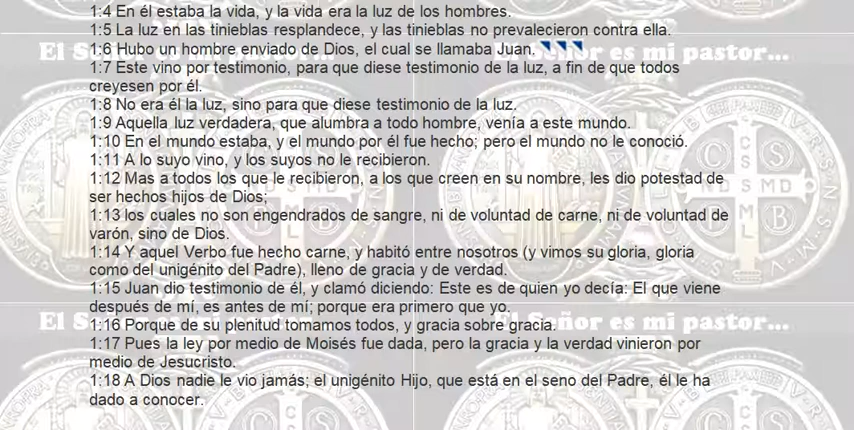 1:4 En él estaba la vida, y la vida era la luz de los hombres.
1:5 La luz en las tinieblas resplandece, y las tinieblas no prevalecieron contra ella.
El Señor es mi pastor...
1:6 Hubo un hombre enviado de Dios, el cual se llamaba Juan.
1:7 Este vino por testimonio, para que diese testimonio de la luz, a fin de que todos
creyesen por él.
1:8 No era él la luz, sino para que diese testimonio de la luz.
1:9 Aquella luz verdadera, que alumbra a todo hombre, venía a este mundo.
1:10 En el mundo estaba, y el mundo por él fue hecho; pero el mundo no le conoció.
1:11 A lo suyo vino, y los suyos no le recibieron.
1:12 Mas a todos los que le recibieron, a los que creen en su nombre, les dio potestad de
ser hechos hijos de Dios;
1:13 los cuales no son engendrados de sangre, ni de voluntad de carne, ni de voluntad de
varón, sino de Dios.
1:14 Y aquel Verbo fue hecho carne, y habitó entre nosotros (y vimos su gloria, gloria
como del unigénito del Padre), lleno de gracia y de verdad.
1:15 Juan dio testimonio de él, y clamó diciendo: Este es de quien yo decía: El que viene
después de mí, es antes de mí; porque era primero que yo.
El Señor es mi pastor...
1:16 Porque de su plenitud tomamos todos, y gracia sobre gracia.
1:17 Pues la ley por medio de Moisés fue dada, pero la gracia y la verdad vinieron por
medio de Jesucristo.
1:18 A Dios nadie le vio jamás; el unigénito Hijo, que está en el seno del Padre, él le ha
dado a conocer.